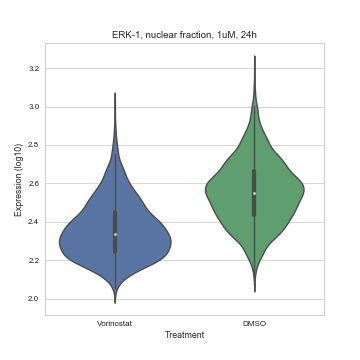 ERK-1, nuclear fraction, 1uM, 24h
Expression (log10)
3.2
3.0
2.8
2.6
2.4
2.2
2.0
Vorinostat DMSO
Treatment